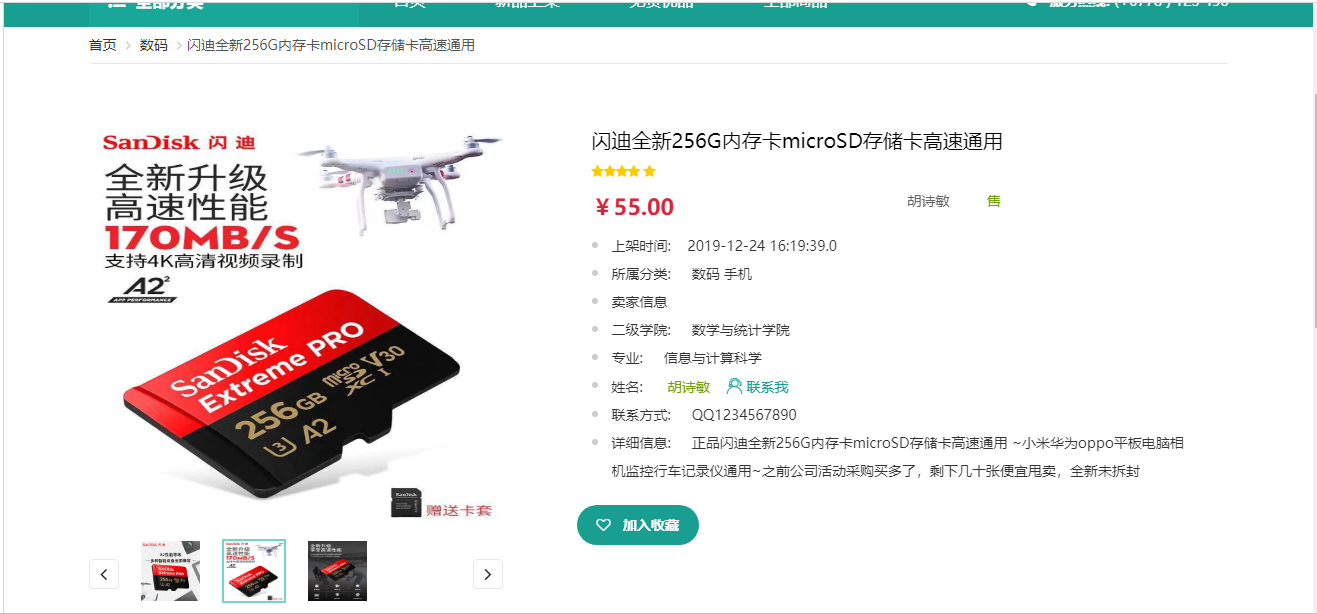 首页 > 数码 > 闪迪全新256G内存卡microSD存储卡高速通用
SanDisk 闪迪
全新升级
高速性能
170MB/S
支持4K高清视频录制
A2²
APP PERFORMANCE
SanDisk
Extreme PRO
256GB
microSDXC I V30
U3 A2
SanDisk
赠送卡套
闪迪全新256G内存卡microSD存储卡高速通用
¥55.00
胡诗敏 售
上架时间: 2019-12-24 16:19:39.0
所属分类: 数码 手机
卖家信息
二级学院: 数学与统计学院
专业: 信息与计算科学
姓名: 胡诗敏 联系我
联系方式: QQ1234567890
详细信息: 正品闪迪全新256G内存卡microSD存储卡高速通用 ~小米华为oppo平板电脑相
机监控行车记录仪通用~之前公司活动采购买多了，剩下几十张便宜甩卖，全新未拆封
加入收藏